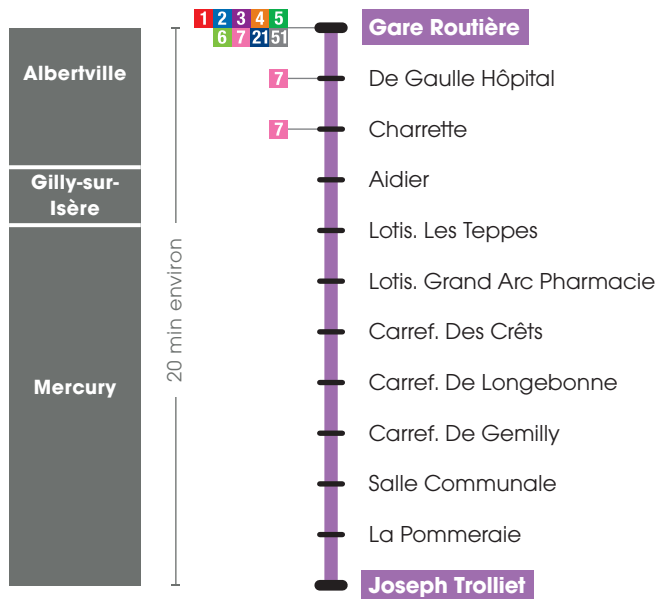 1 2 3 4 5
6 7 21 51
Gare Routière
Albertville
7
De Gaulle Hôpital
7
Charrette
Gilly-sur-
Isère
Aidier
Lotis. Les Teppes
20 min environ
Lotis. Grand Arc Pharmacie
Carref. Des Crêts
Mercury
Carref. De Longebonne
Carref. De Gemilly
Salle Communale
La Pommeraie
Joseph Trolliet